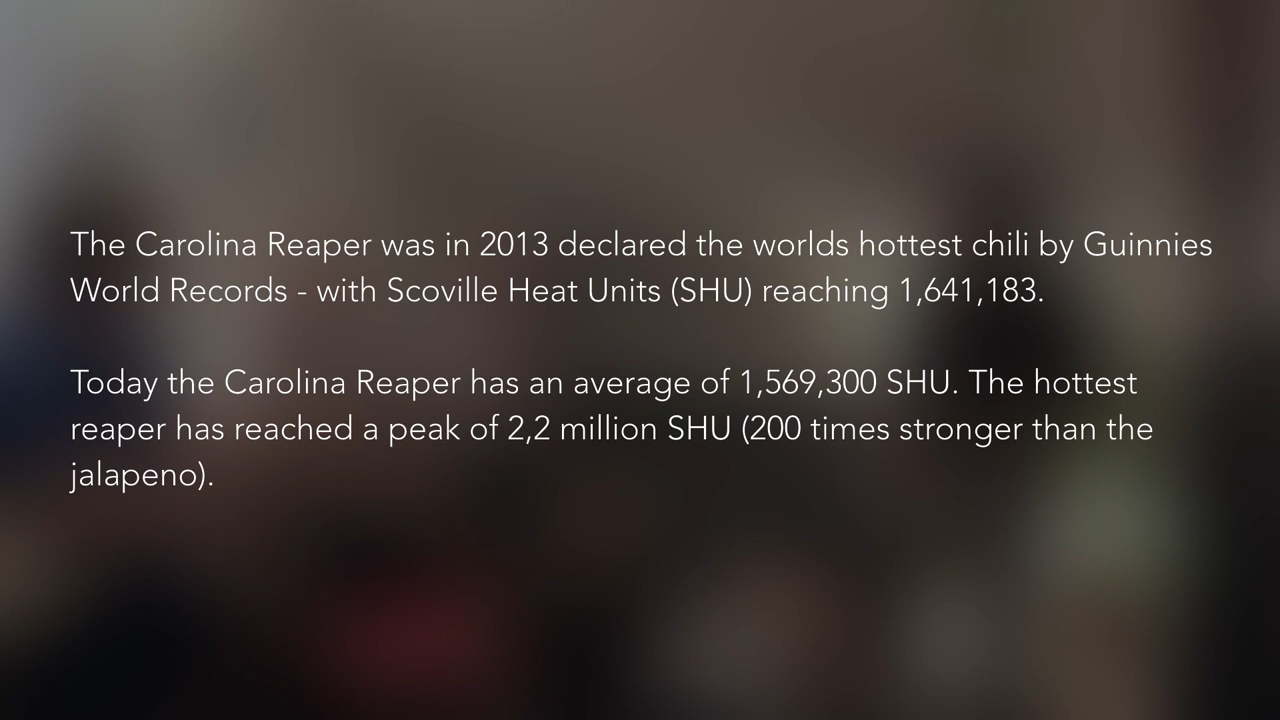 The Carolina Reaper was in 2013 declared the worlds hottest chili by Guinnies
World Records - with Scoville Heat Units (SHU) reaching 1,641,183.
Today the Carolina Reaper has an average of 1,569,300 SHU. The hottest
reaper has reached a peak of 2,2 million SHU (200 times stronger than the
jalapeno).